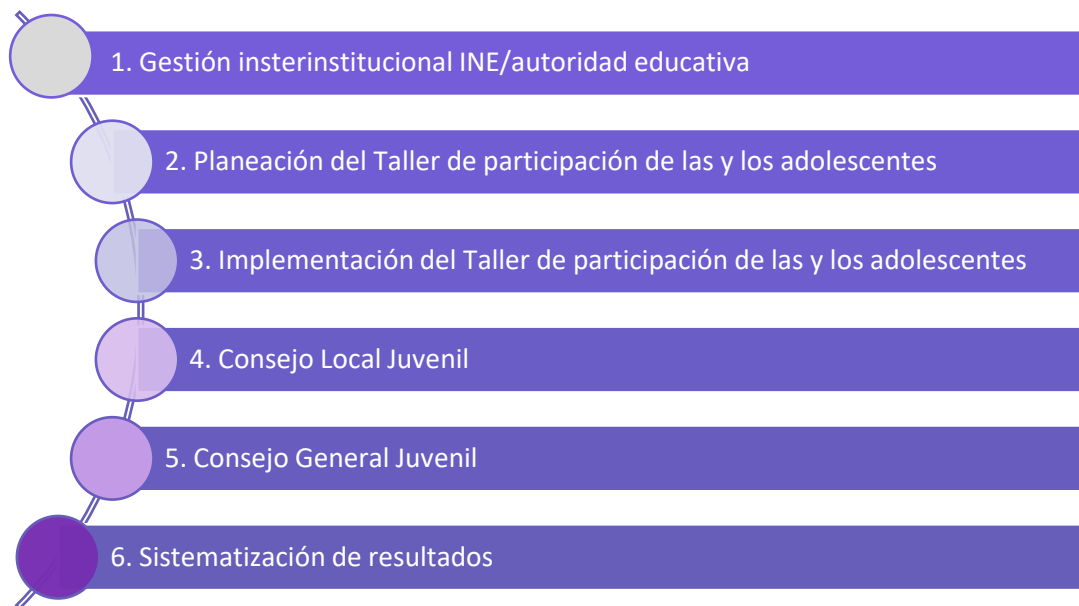 1. Gestión insterinstitucional INE/autoridad educativa
2. Planeación del Taller de participación de las y los adolescentes
3. Implementación del Taller de participación de las y los adolescentes
4. Consejo Local Juvenil
5. Consejo General Juvenil
6. Sistematización de resultados